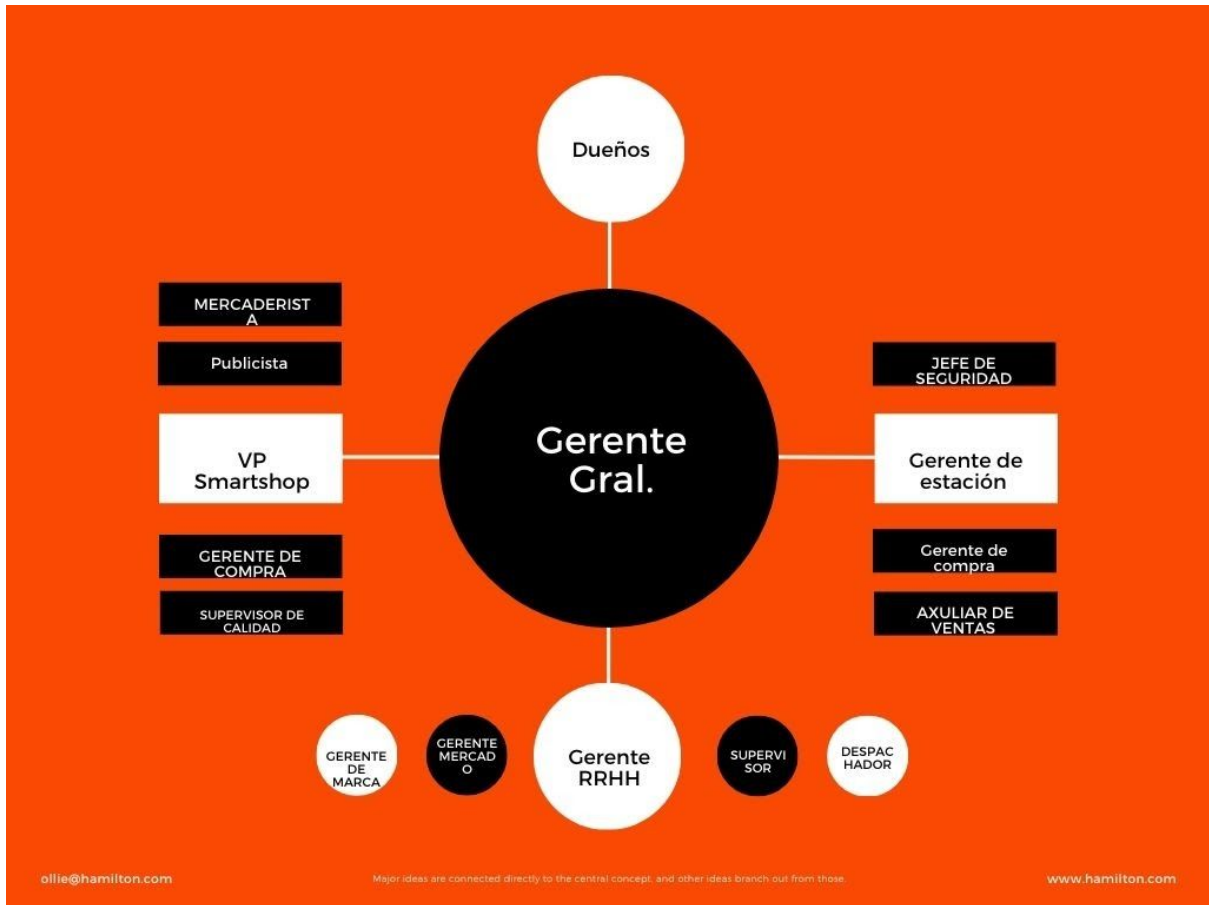 Dueños
MERCADERIST
A
Publicista
VP
Smartshop
GERENTE DE
COMPRA
SUPERVISOR DE
CALIDAD
Gerente
Gral.
JEFE DE
SEGURIDAD
Gerente de
estación
Gerente de
compra
AXULIAR DE
VENTAS
GERENTE
DE
MARCA
GERENTE
MERCAD
O
Gerente
RRHH
SUPERVI
SOR
DESPAC
HADOR
ollie@hamilton.com
Major ideas are connected directly to the central concept, and other ideas branch out from those.
www.hamilton.com